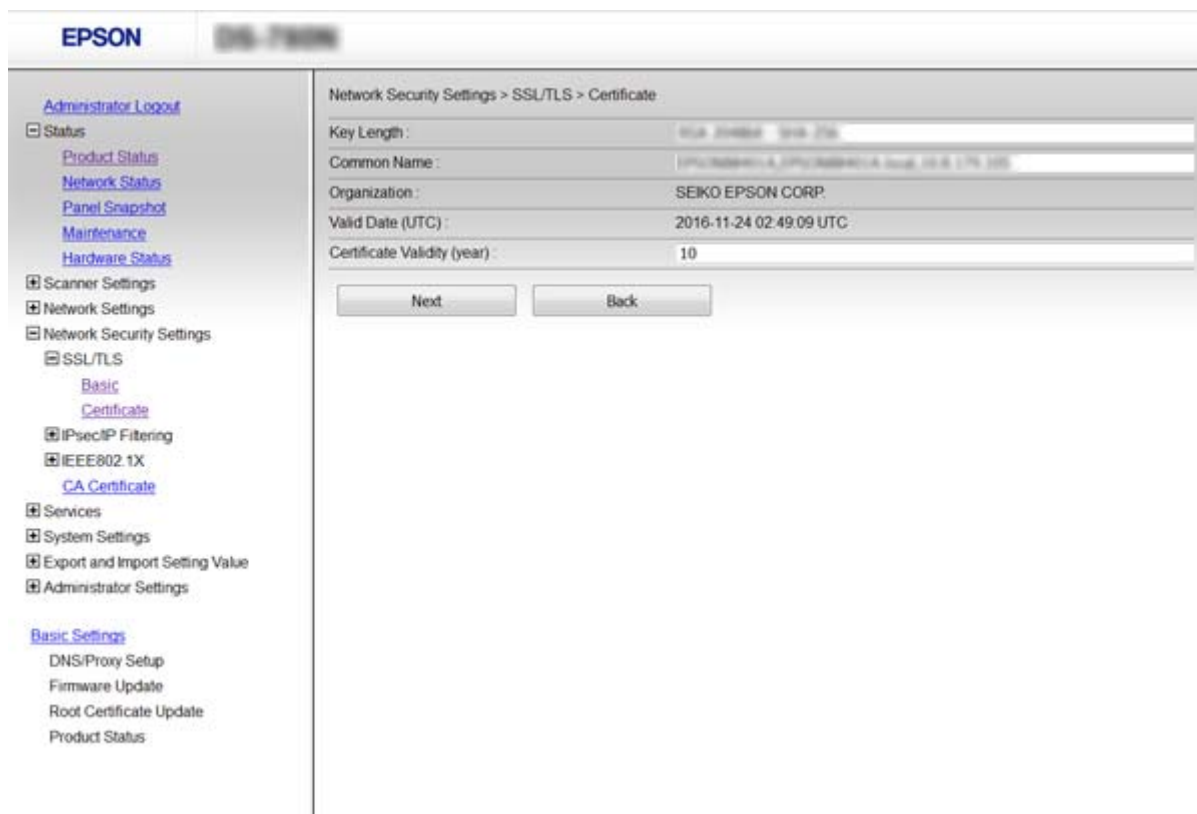 EPSON
Administrator Logout
Status
Product Status
Network Status
Panel Snapshot
Maintenance
Hardware Status
Scanner Settings
Network Settings
Network Security Settings
SSL/TLS
Basic
Certificate
IPsec/IP Filtering
IEEE802.1X
CA Certificate
Services
System Settings
Export and Import Setting Value
Administrator Settings
Basic Settings
DNS/Proxy Setup
Firmware Update
Root Certificate Update
Product Status
Network Security Settings > SSL/TLS > Certificate
Key Length :
Common Name :
Organization : SEIKO EPSON CORP.
Valid Date (UTC) : 2016-11-24 02:49:09 UTC
Certificate Validity (year) : 10
Next Back